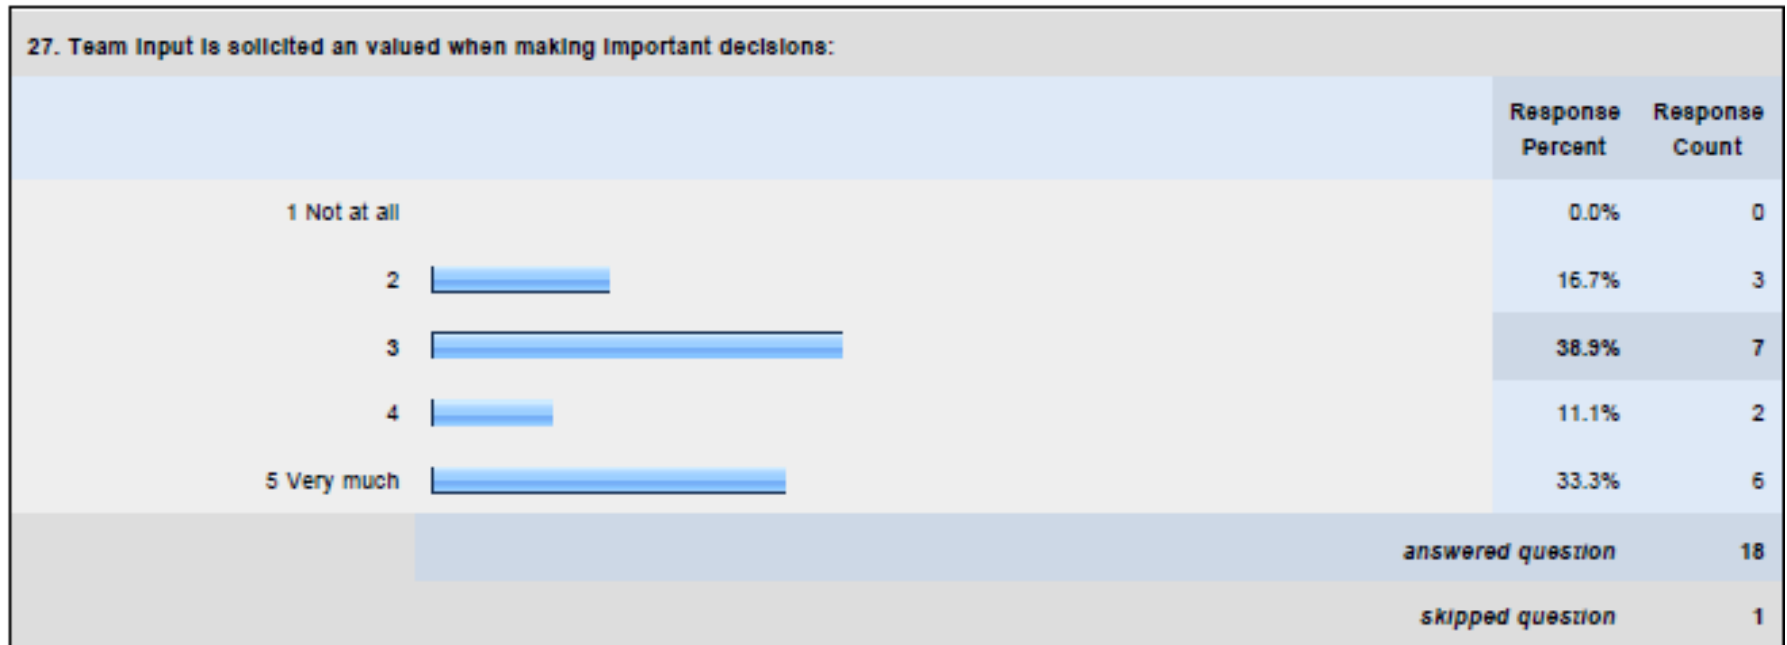 27. Team input is solicited an valued when making important decisions:
Response Percent
Response Count
1 Not at all 0.0% 0
2 16.7% 3
3 38.9% 7
4 11.1% 2
5 Very much 33.3% 6
answered question 18
skipped question 1